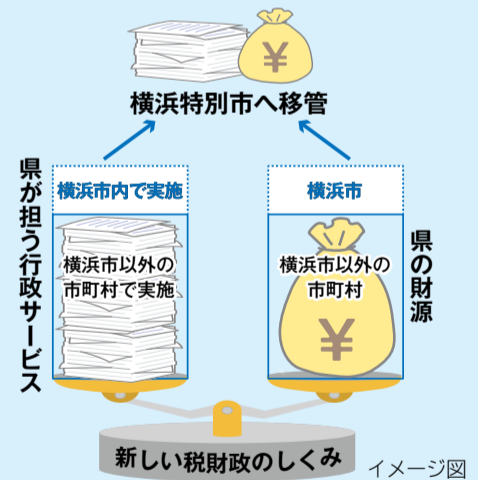 ¥
横浜特別市へ移管
県が担う行政サービス
横浜市内で実施
横浜市以外の
市町村で実施
横浜市
横浜市以外の
市町村
¥
県の財源
新しい税財政のしくみ
イメージ図